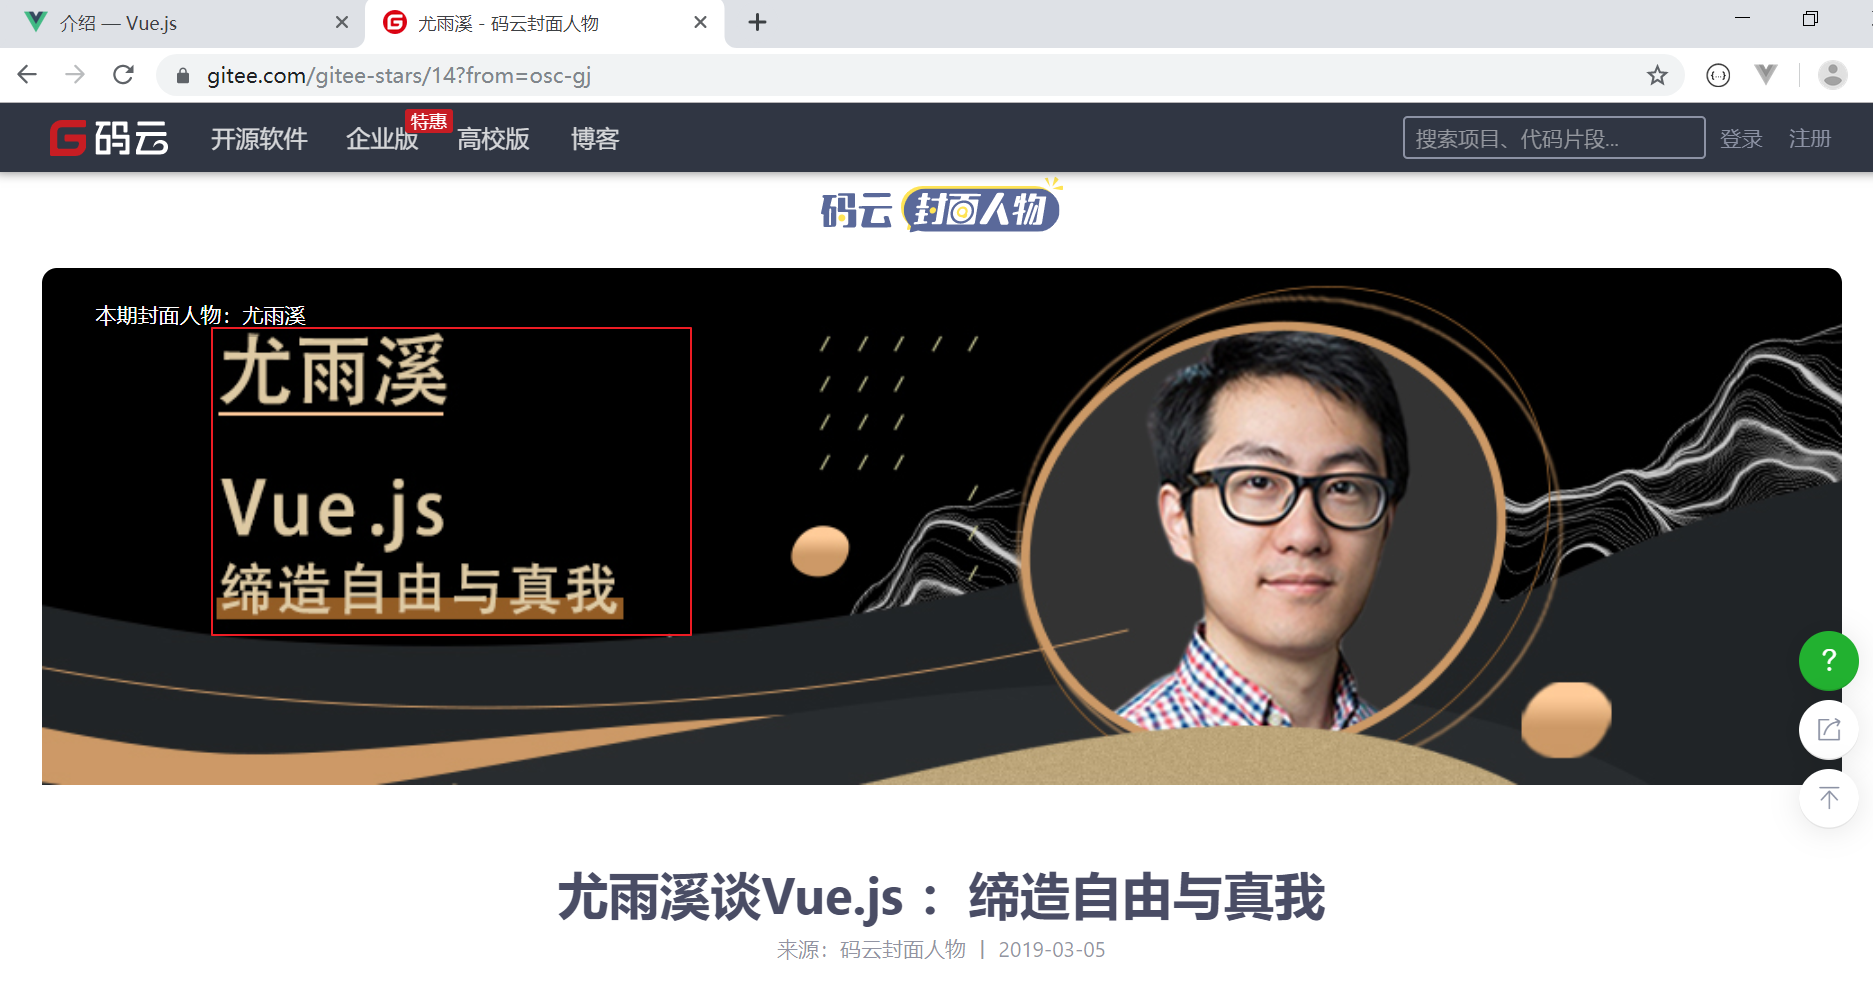 介绍 — Vue.js
尤雨溪 - 码云封面人物
gitee.com/gitee-stars/14?from=osc-gj
G 码云
开源软件
企业版
特惠
高校版
博客
搜索项目、代码片段...
登录
注册
码云 封面人物
本期封面人物：尤雨溪
尤雨溪
Vue.js
缔造自由与真我
?
尤雨溪谈Vue.js ：缔造自由与真我
来源：码云封面人物 | 2019-03-05